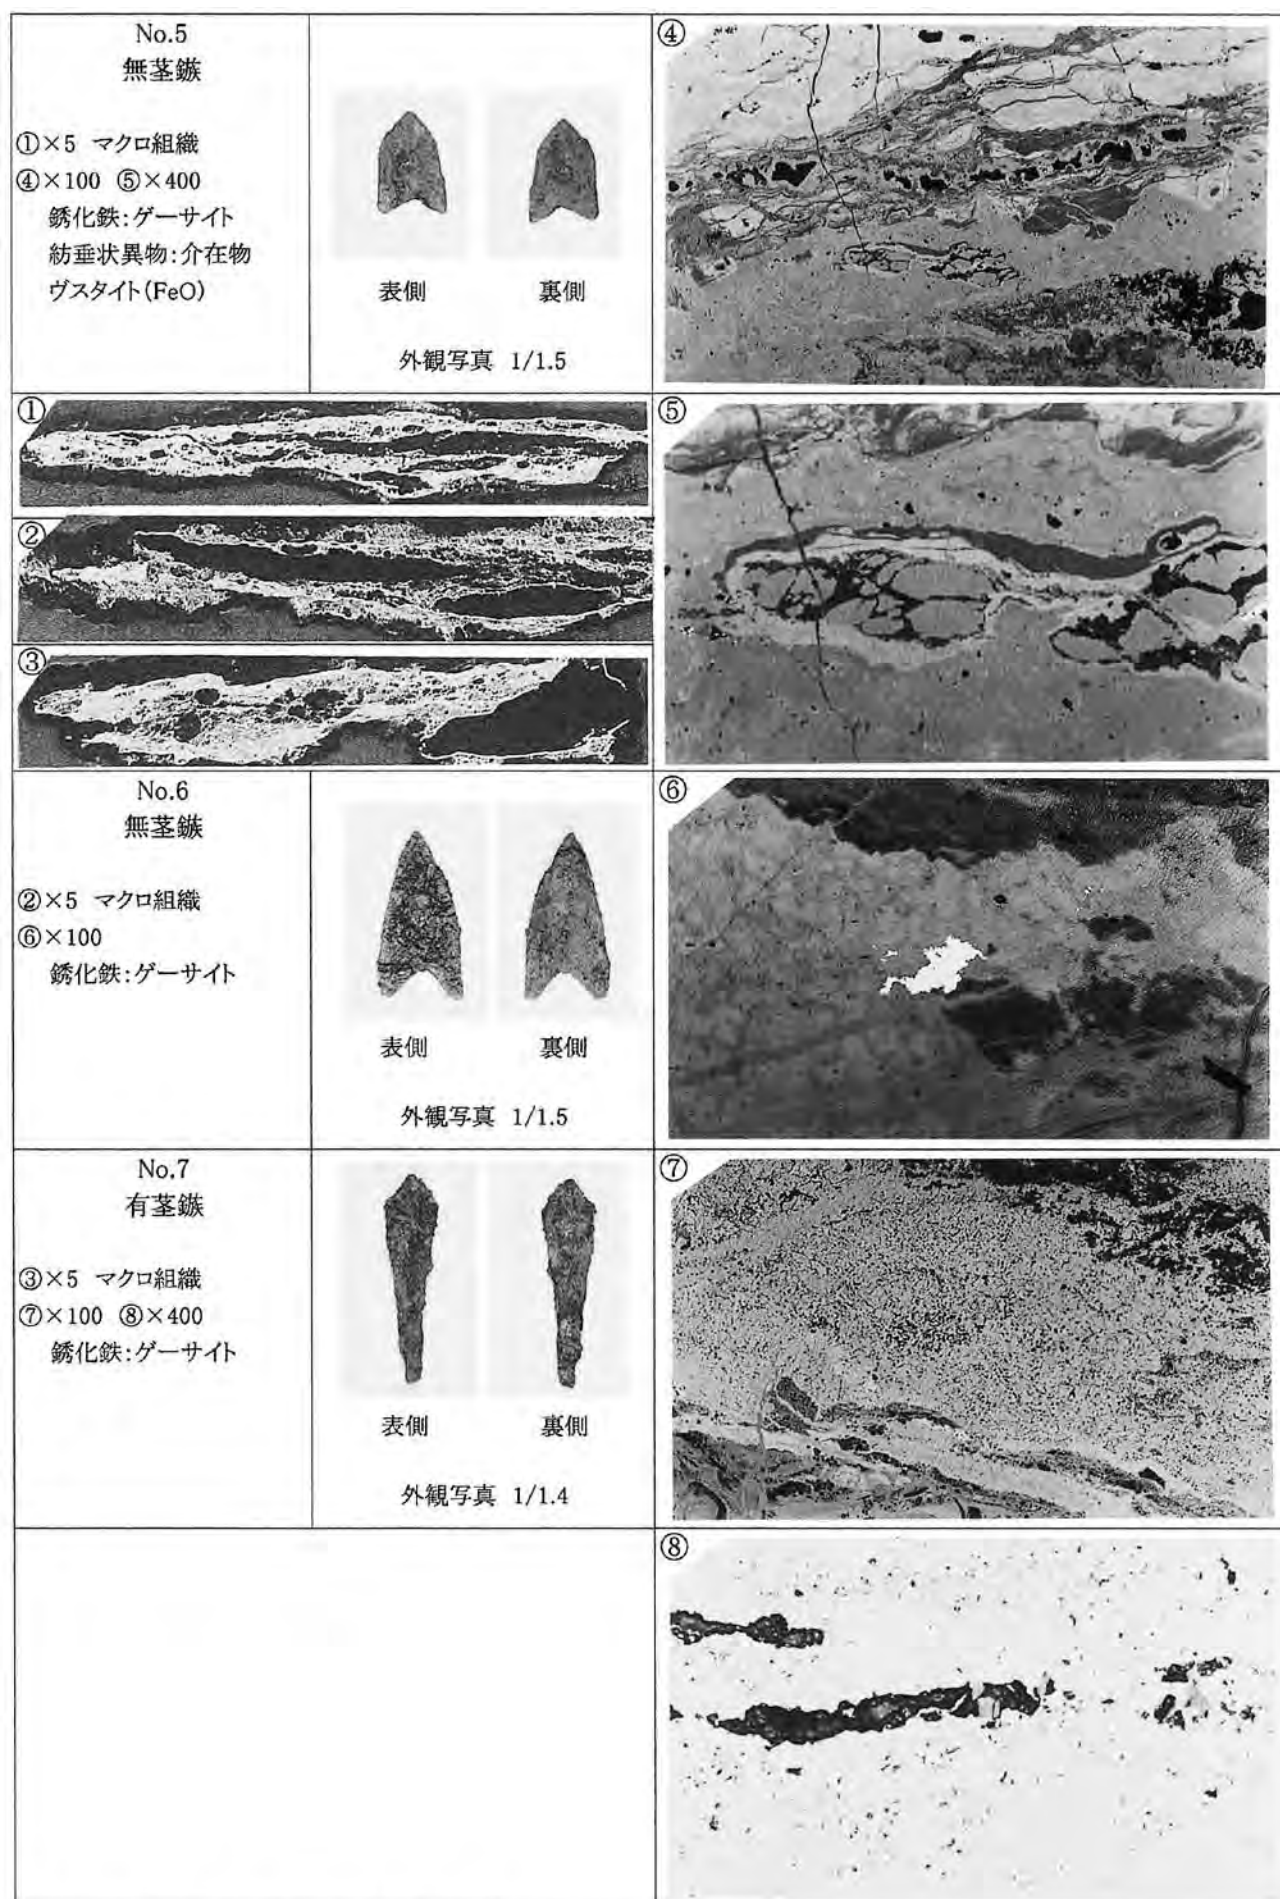 No.5
無茎鏃
①×5 マクロ組織
④×100 ⑤×400
銹化鉄:ゲーサイト
紡垂状異物:介在物
ヴスタイト(FeO)
表側 裏側
外観写真 1/1.5
④
①
②
③
⑤
No.6
無茎鏃
②×5 マクロ組織
⑥×100
銹化鉄:ゲーサイト
表側 裏側
外観写真 1/1.5
⑥
No.7
有茎鏃
③×5 マクロ組織
⑦×100 ⑧×400
銹化鉄:ゲーサイト
表側 裏側
外観写真 1/1.4
⑦
⑧